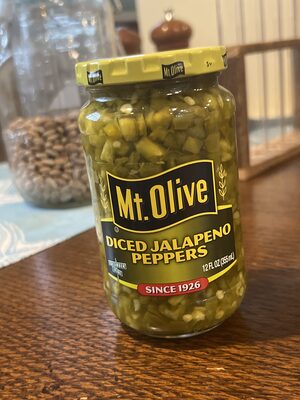 Mt. Olive
Mt. Olive
DICED JALAPENO
PEPPERS
12 FL OZ (355 mL)
SINCE 1926